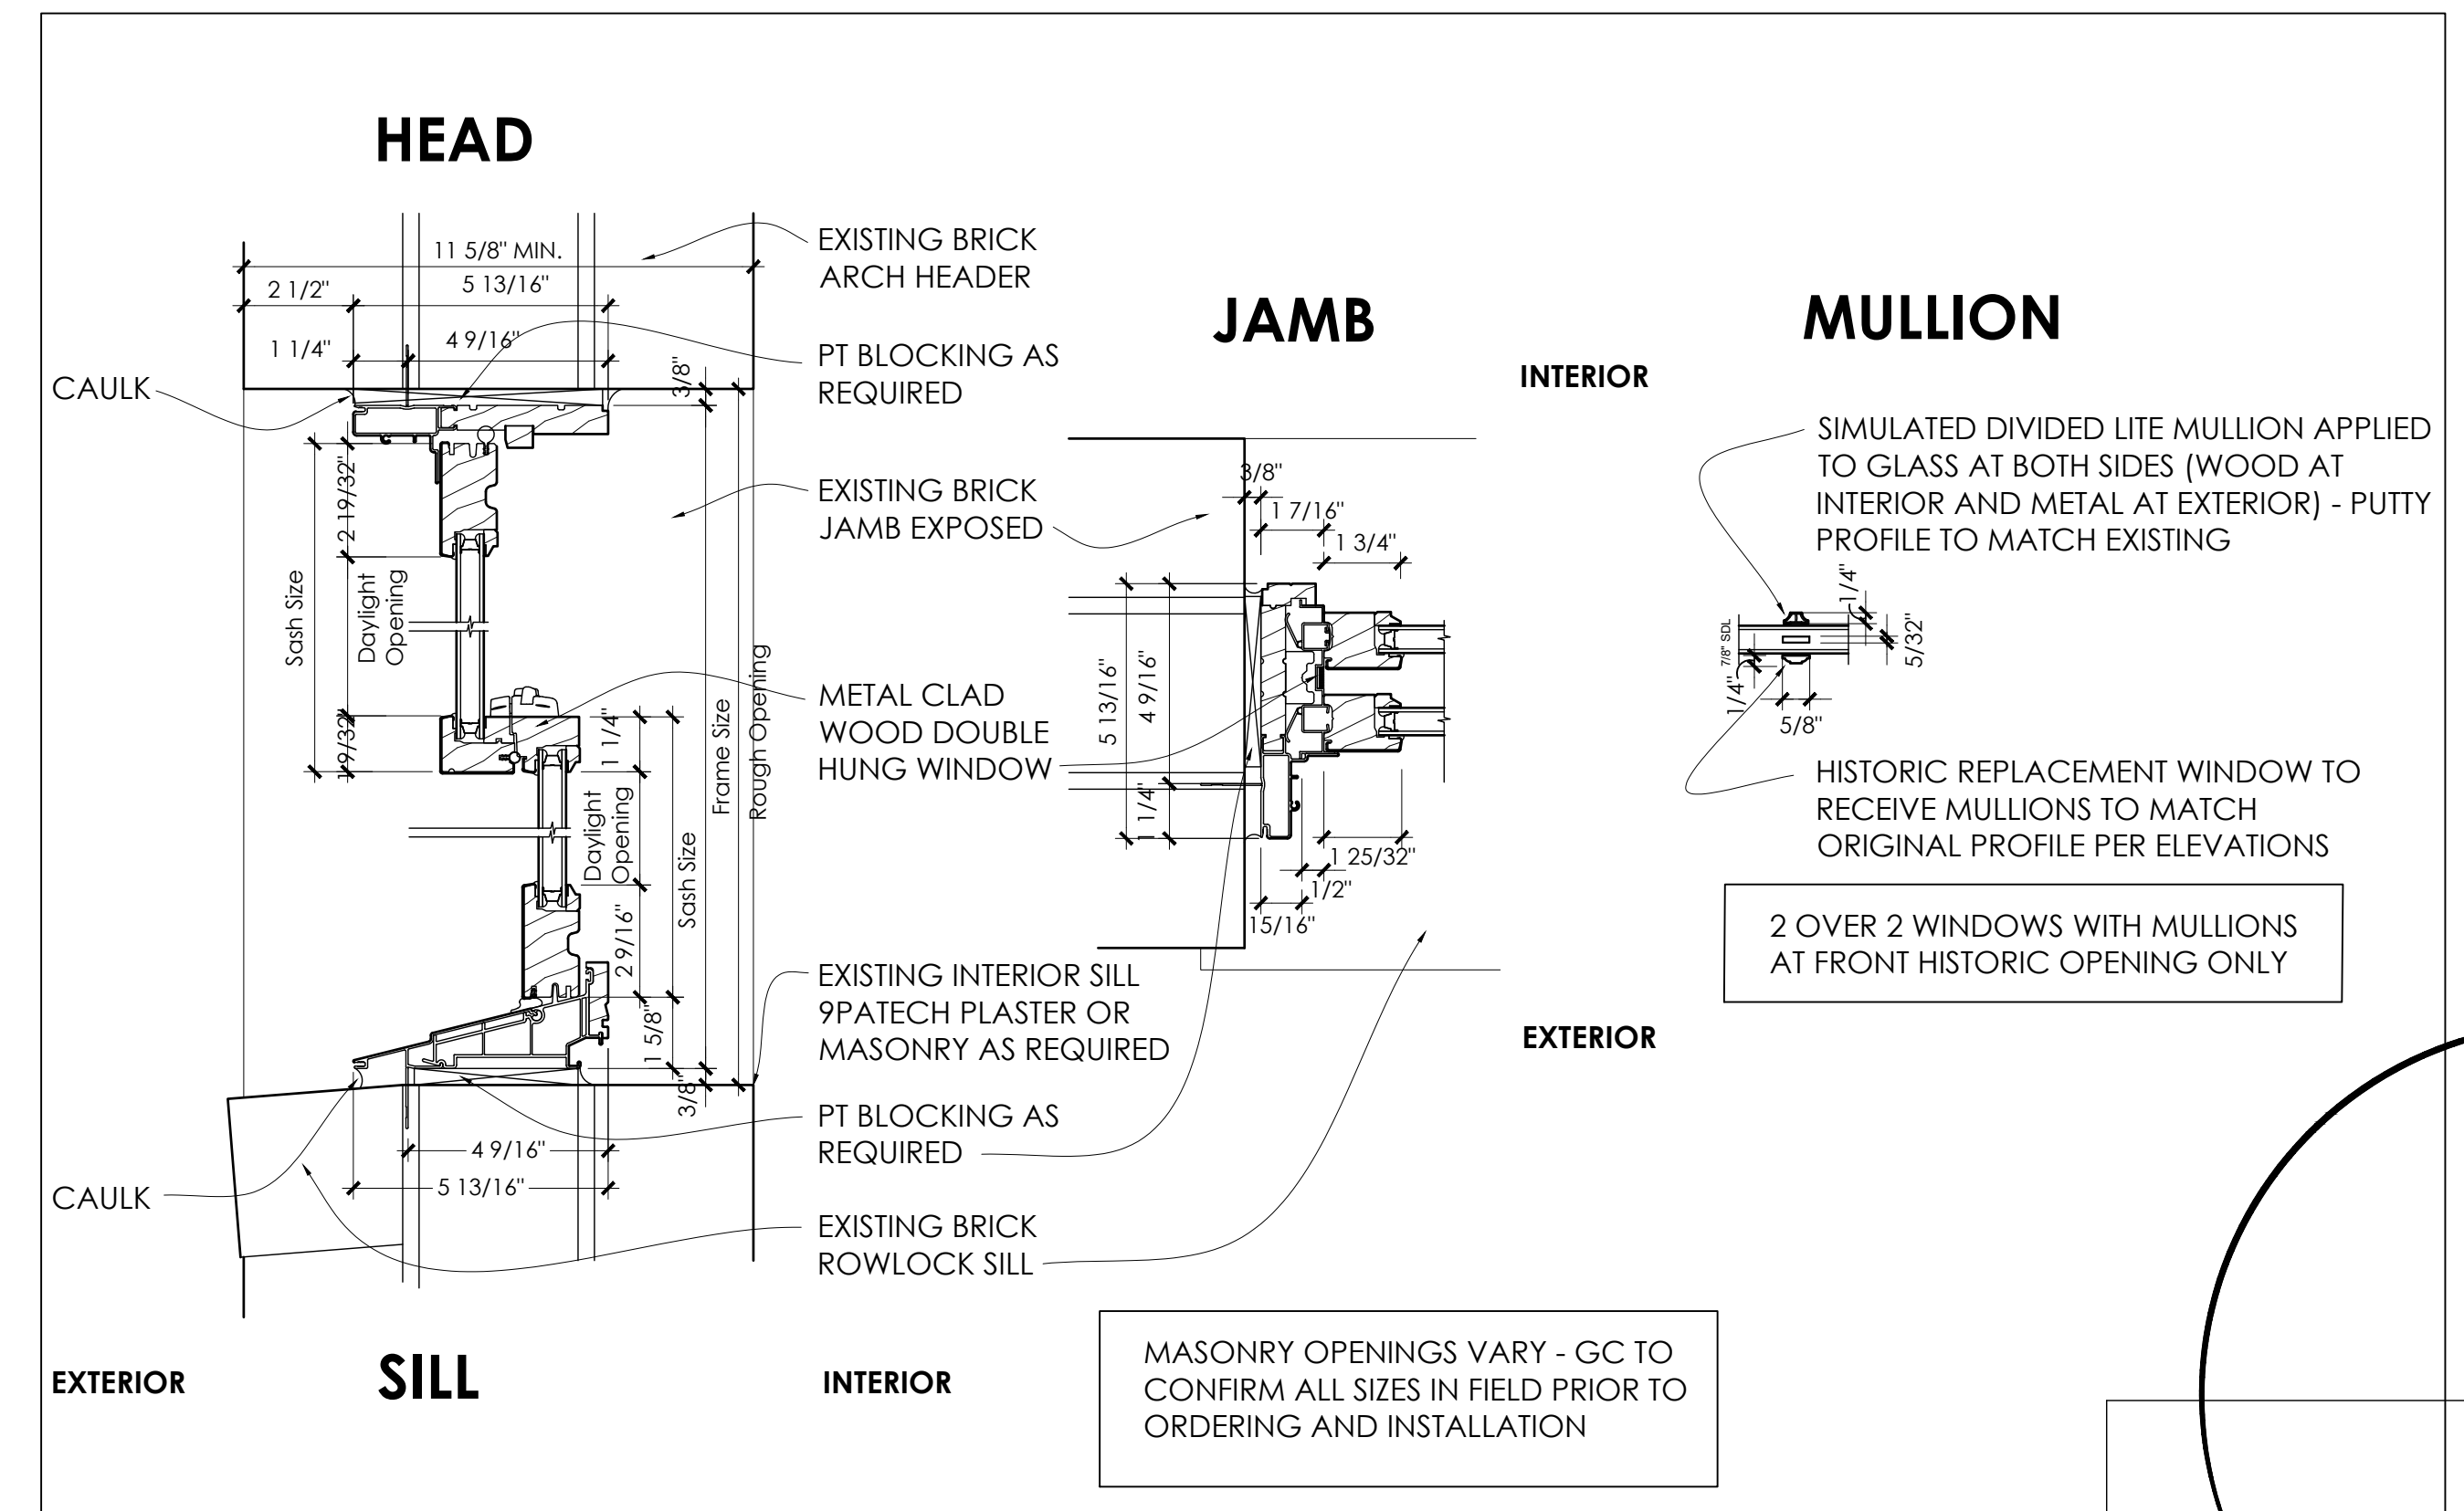 HEAD
11 5/8" MIN.
2 1/2"
5 13/16"
1 1/4"
4 9/16"
3/8"
CAULK
EXISTING BRICK
ARCH HEADER
PT BLOCKING AS
REQUIRED
EXISTING BRICK
JAMB EXPOSED
2 19/32"
Sash Size
Daylight
Opening
1 9/32"
METAL CLAD
WOOD DOUBLE
HUNG WINDOW
1 1/4"
Frame Size
Rough Opening
Daylight
Opening
Sash Size
2 9/16"
1 5/8"
3/8"
EXISTING INTERIOR SILL
9PATECH PLASTER OR
MASONRY AS REQUIRED
PT BLOCKING AS
REQUIRED
4 9/16"
5 13/16"
CAULK
EXISTING BRICK
ROWLOCK SILL
EXTERIOR
SILL
INTERIOR
JAMB
3/8"
1 7/16"
1 3/4"
5 13/16"
4 9/16"
1 1/4"
1 25/32"
1/2"
15/16"
MULLION
INTERIOR
SIMULATED DIVIDED LITE MULLION APPLIED
TO GLASS AT BOTH SIDES (WOOD AT
INTERIOR AND METAL AT EXTERIOR) - PUTTY
PROFILE TO MATCH EXISTING
1/4"
7/8" SDL
5/32"
1/4"
5/8"
HISTORIC REPLACEMENT WINDOW TO
RECEIVE MULLIONS TO MATCH
ORIGINAL PROFILE PER ELEVATIONS
2 OVER 2 WINDOWS WITH MULLIONS
AT FRONT HISTORIC OPENING ONLY
EXTERIOR
MASONRY OPENINGS VARY - GC TO
CONFIRM ALL SIZES IN FIELD PRIOR TO
ORDERING AND INSTALLATION